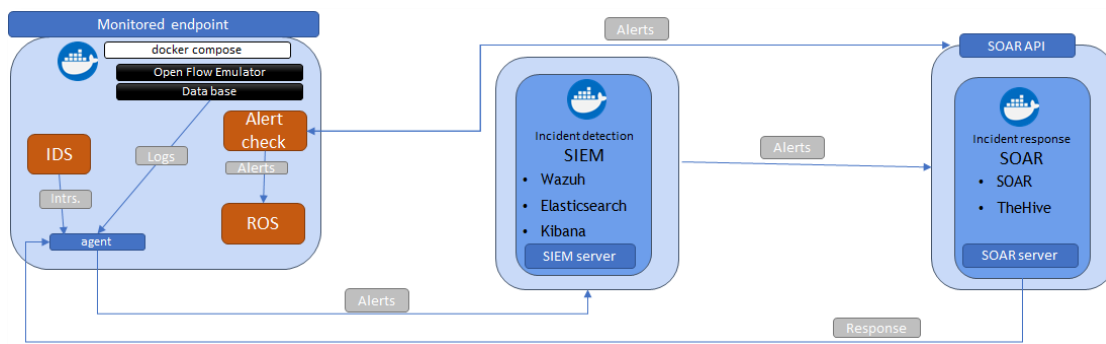 Monitored endpoint
docker compose
Open Flow Emulator
Data base
IDS
Alert
check
Logs
Alerts
Intrs.
ROS
agent
Alerts
Alerts
Incident detection
SIEM
• Wazuh
• Elasticsearch
• Kibana
SIEM server
Alerts
SOAR API
Incident response
SOAR
• SOAR
• TheHive
SOAR server
Response